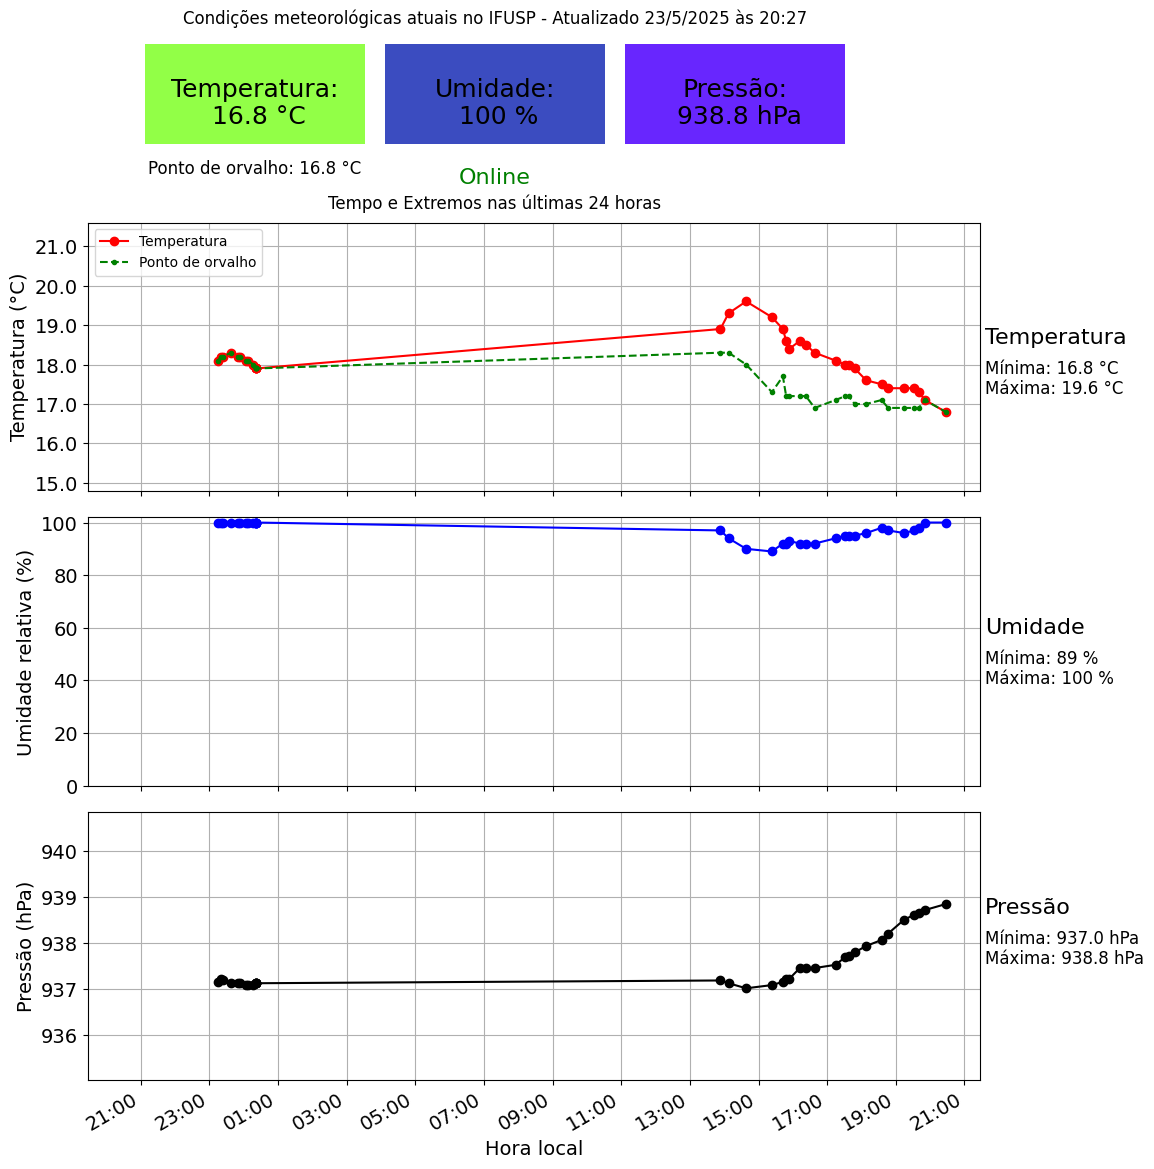 Condições meteorológicas atuais no IFUSP - Atualizado 23/5/2025 às 20:27
Temperatura:
16.8 °C
Umidade:
100 %
Pressão:
938.8 hPa
Ponto de orvalho: 16.8 °C
Online
Tempo e Extremos nas últimas 24 horas
Temperatura (°C)
21.0
20.0
19.0
18.0
17.0
16.0
15.0
Temperatura
Ponto de orvalho
Temperatura
Mínima: 16.8 °C
Máxima: 19.6 °C
Umidade relativa (%)
100
80
60
40
20
0
Umidade
Mínima: 89 %
Máxima: 100 %
Pressão (hPa)
940
939
938
937
936
Pressão
Mínima: 937.0 hPa
Máxima: 938.8 hPa
21:00 23:00 01:00 03:00 05:00 07:00 09:00 11:00 13:00 15:00 17:00 19:00 21:00
Hora local